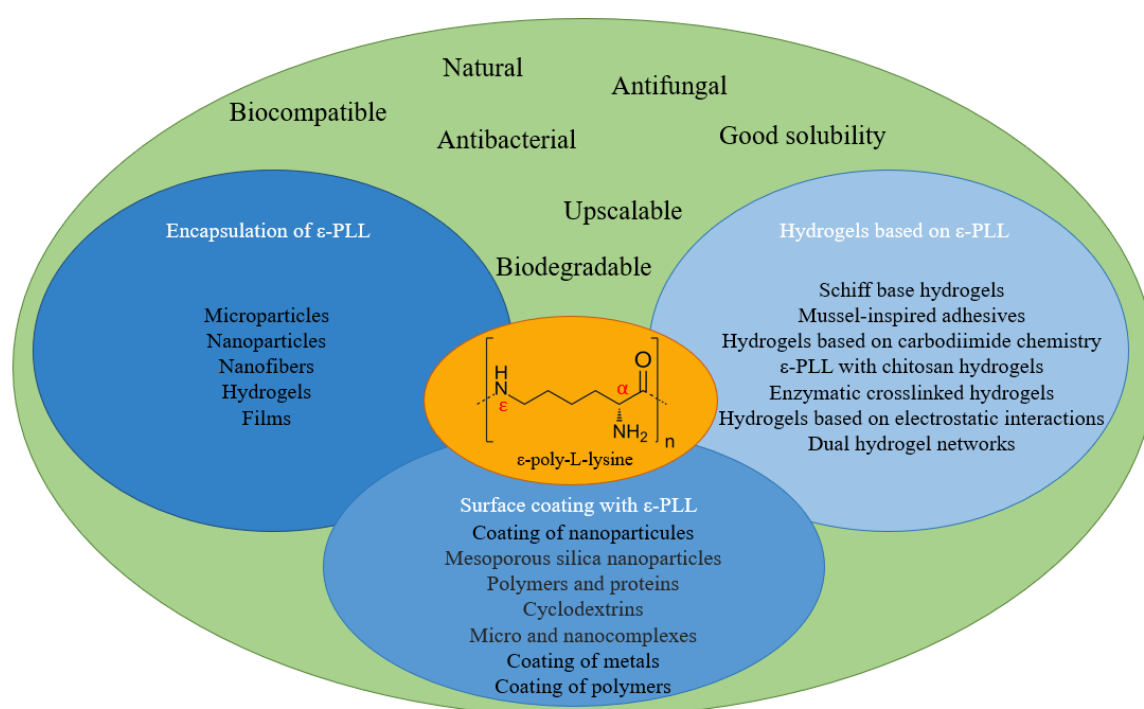 Natural
Antifungal
Biocompatible
Antibacterial
Good solubility
Upscalable
Biodegradable
Encapsulation of ε-PLL
Microparticles
Nanoparticles
Nanofibers
Hydrogels
Films
Hydrogels based on ε-PLL
Schiff base hydrogels
Mussel-inspired adhesives
Hydrogels based on carbodiimide chemistry
ε-PLL with chitosan hydrogels
Enzymatic crosslinked hydrogels
Hydrogels based on electrostatic interactions
Dual hydrogel networks
H
N
ε
α
O
NH2
n
ε-poly-L-lysine
Surface coating with ε-PLL
Coating of nanoparticules
Mesoporous silica nanoparticles
Polymers and proteins
Cyclodextrins
Micro and nanocomplexes
Coating of metals
Coating of polymers